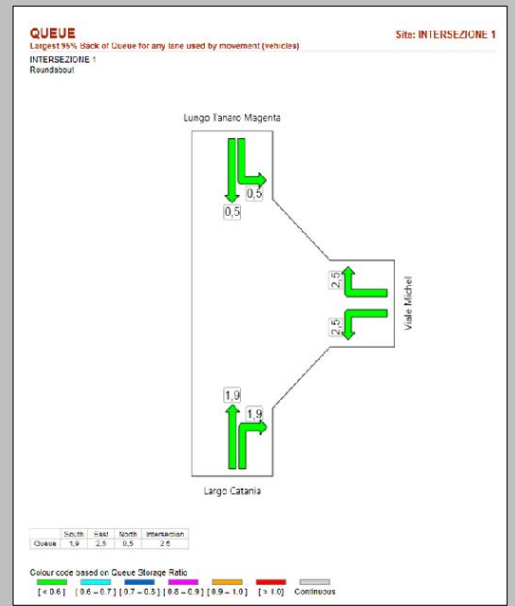 QUEUE
Site: INTERSEZIONE 1
Largest 95% Back of Queue for any lane used by movement (vehicles)
INTERSEZIONE 1
Roundabout
Lungo Tanaro Magenta
0,5
0,5
2,5
2,5
Viale Michel
1,9
1,9
Largo Catania
South East North Intersection
Queue 1,9 2,5 0,5 2,5
Colour code based on Queue Storage Ratio
[ < 0.6 ] [ 0.6 – 0.7 ] [ 0.7 – 0.8 ] [ 0.8 – 0.9 ] [ 0.9 – 1.0 ] [ > 1.0 ] Continuous